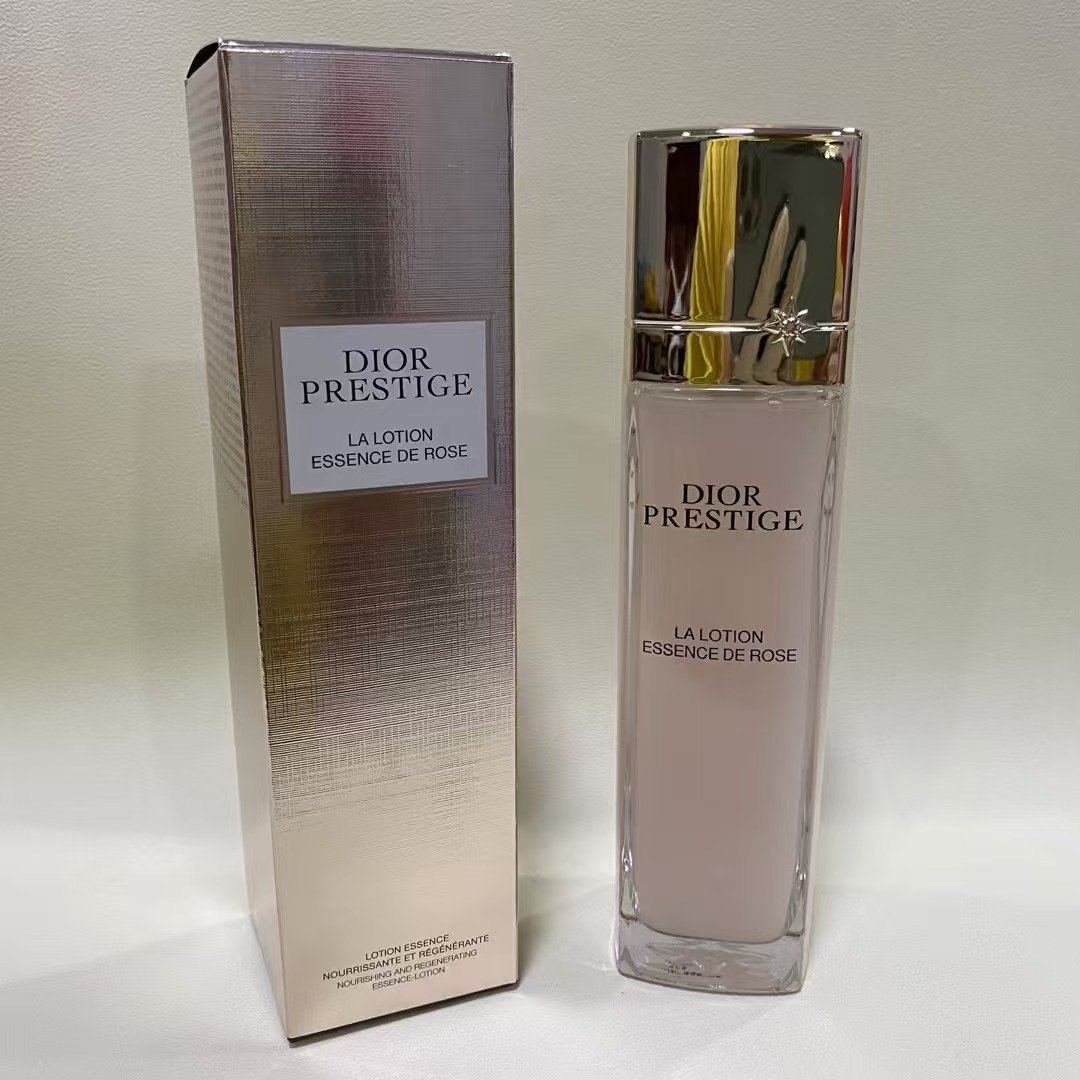 DIOR
PRESTIGE
LA LOTION
ESSENCE DE ROSE
LOTION ESSENCE
NOURRISSANTE ET RÉGÉNÉRANTE
NOURISHING AND REGENERATING
ESSENCE-LOTION
DIOR
PRESTIGE
LA LOTION
ESSENCE DE ROSE